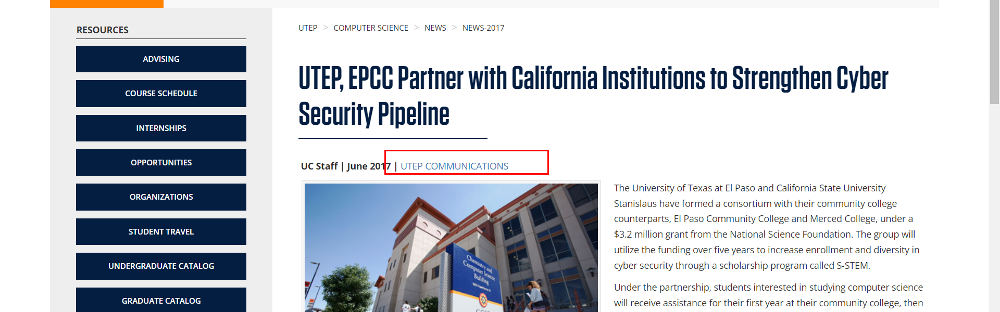 RESOURCES
ADVISING
COURSE SCHEDULE
INTERNSHIPS
OPPORTUNITIES
ORGANIZATIONS
STUDENT TRAVEL
UNDERGRADUATE CATALOG
GRADUATE CATALOG
UTEP > COMPUTER SCIENCE > NEWS > NEWS-2017
UTEP, EPCC Partner with California Institutions to Strengthen Cyber
Security Pipeline
UC Staff | June 2017 | UTEP COMMUNICATIONS
Chemistry and
Computer Science
Building
The University of Texas at El Paso and California State University
Stanislaus have formed a consortium with their community college
counterparts, El Paso Community College and Merced College, under a
$3.2 million grant from the National Science Foundation. The group will
utilize the funding over five years to increase enrollment and diversity in
cyber security through a scholarship program called S-STEM.
Under the partnership, students interested in studying computer science
will receive assistance for their first year at their community college, then